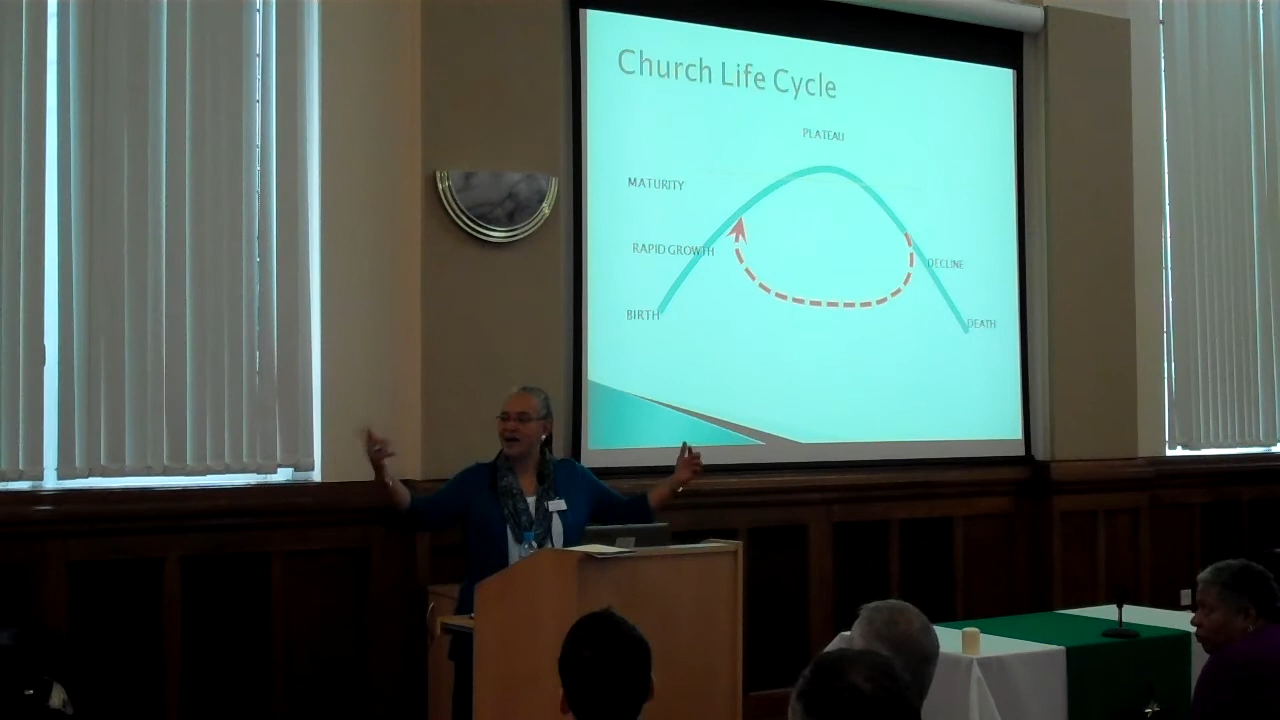 Church Life Cycle
PLATEAU
MATURITY
RAPID GROWTH
DECLINE
BIRTH
DEATH